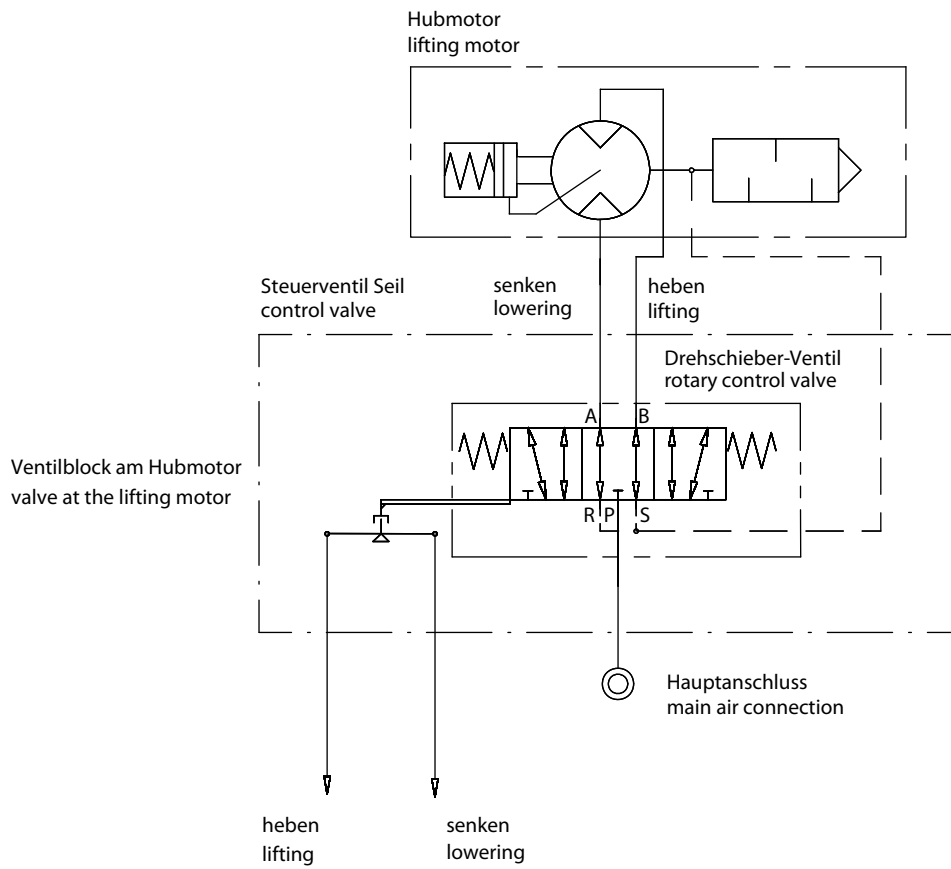 Hubmotor
lifting motor
Steuerventil Seil
control valve
senken
lowering
heben
lifting
Drehschieber-Ventil
rotary control valve
A B
Ventilblock am Hubmotor
valve at the lifting motor
R P S
Hauptanschluss
main air connection
heben
lifting
senken
lowering